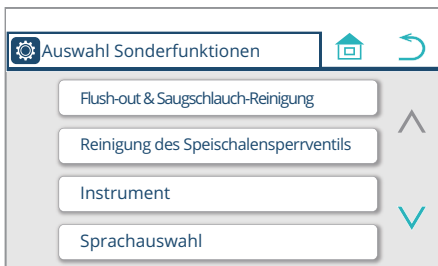 Auswahl Sonderfunktionen
Flush-out & Saugschlauch-Reinigung
Reinigung des Speischalensperrventils
Instrument
Sprachauswahl